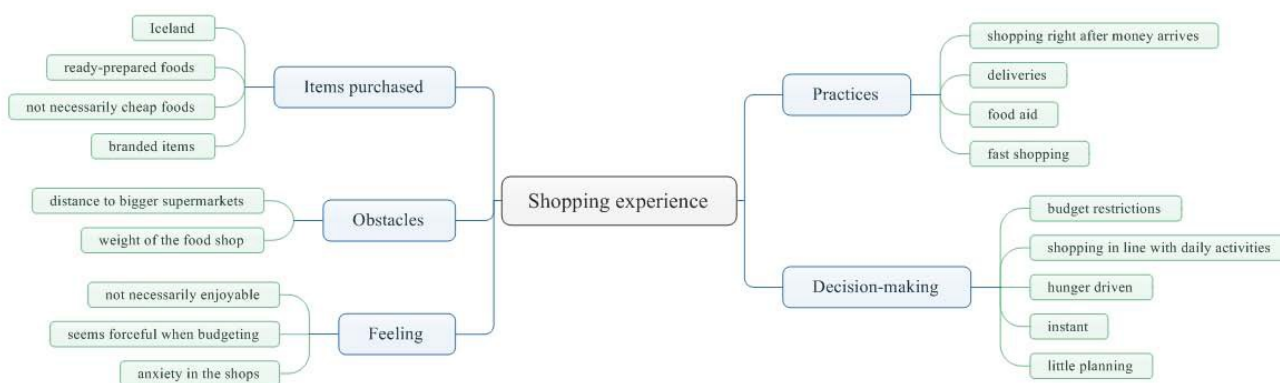 Iceland
ready-prepared foods
not necessarily cheap foods
branded items
Items purchased
distance to bigger supermarkets
weight of the food shop
Obstacles
not necessarily enjoyable
seems forceful when budgeting
anxiety in the shops
Feeling
Shopping experience
Practices
shopping right after money arrives
deliveries
food aid
fast shopping
Decision-making
budget restrictions
shopping in line with daily activities
hunger driven
instant
little planning